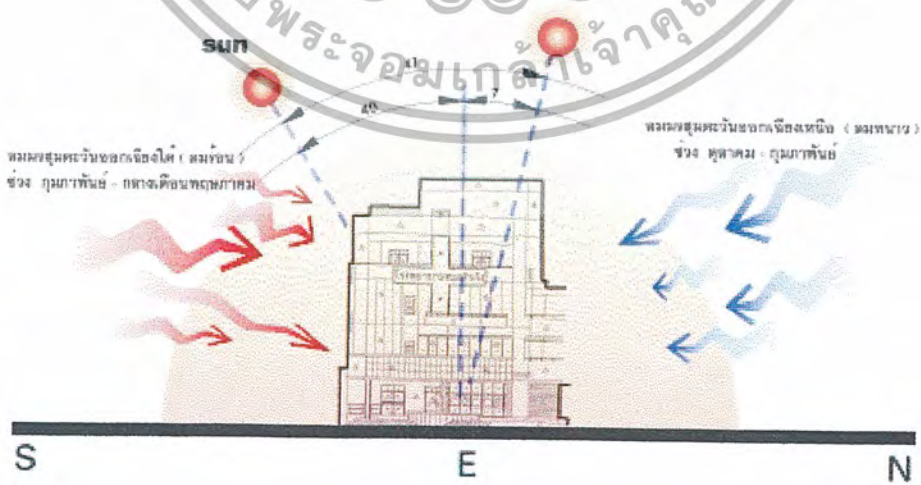 พระจอมเกล้าเจ้าคุณ
sun
ลมมรสุมตะวันออกเฉียงใต้ ( ลมร้อน )
ช่วง กุมภาพันธ์ - กลางเดือนพฤษภาคม
ลมมรสุมตะวันออกเฉียงเหนือ ( ลมหนาว )
ช่วง ตุลาคม - กุมภาพันธ์
S
E
N